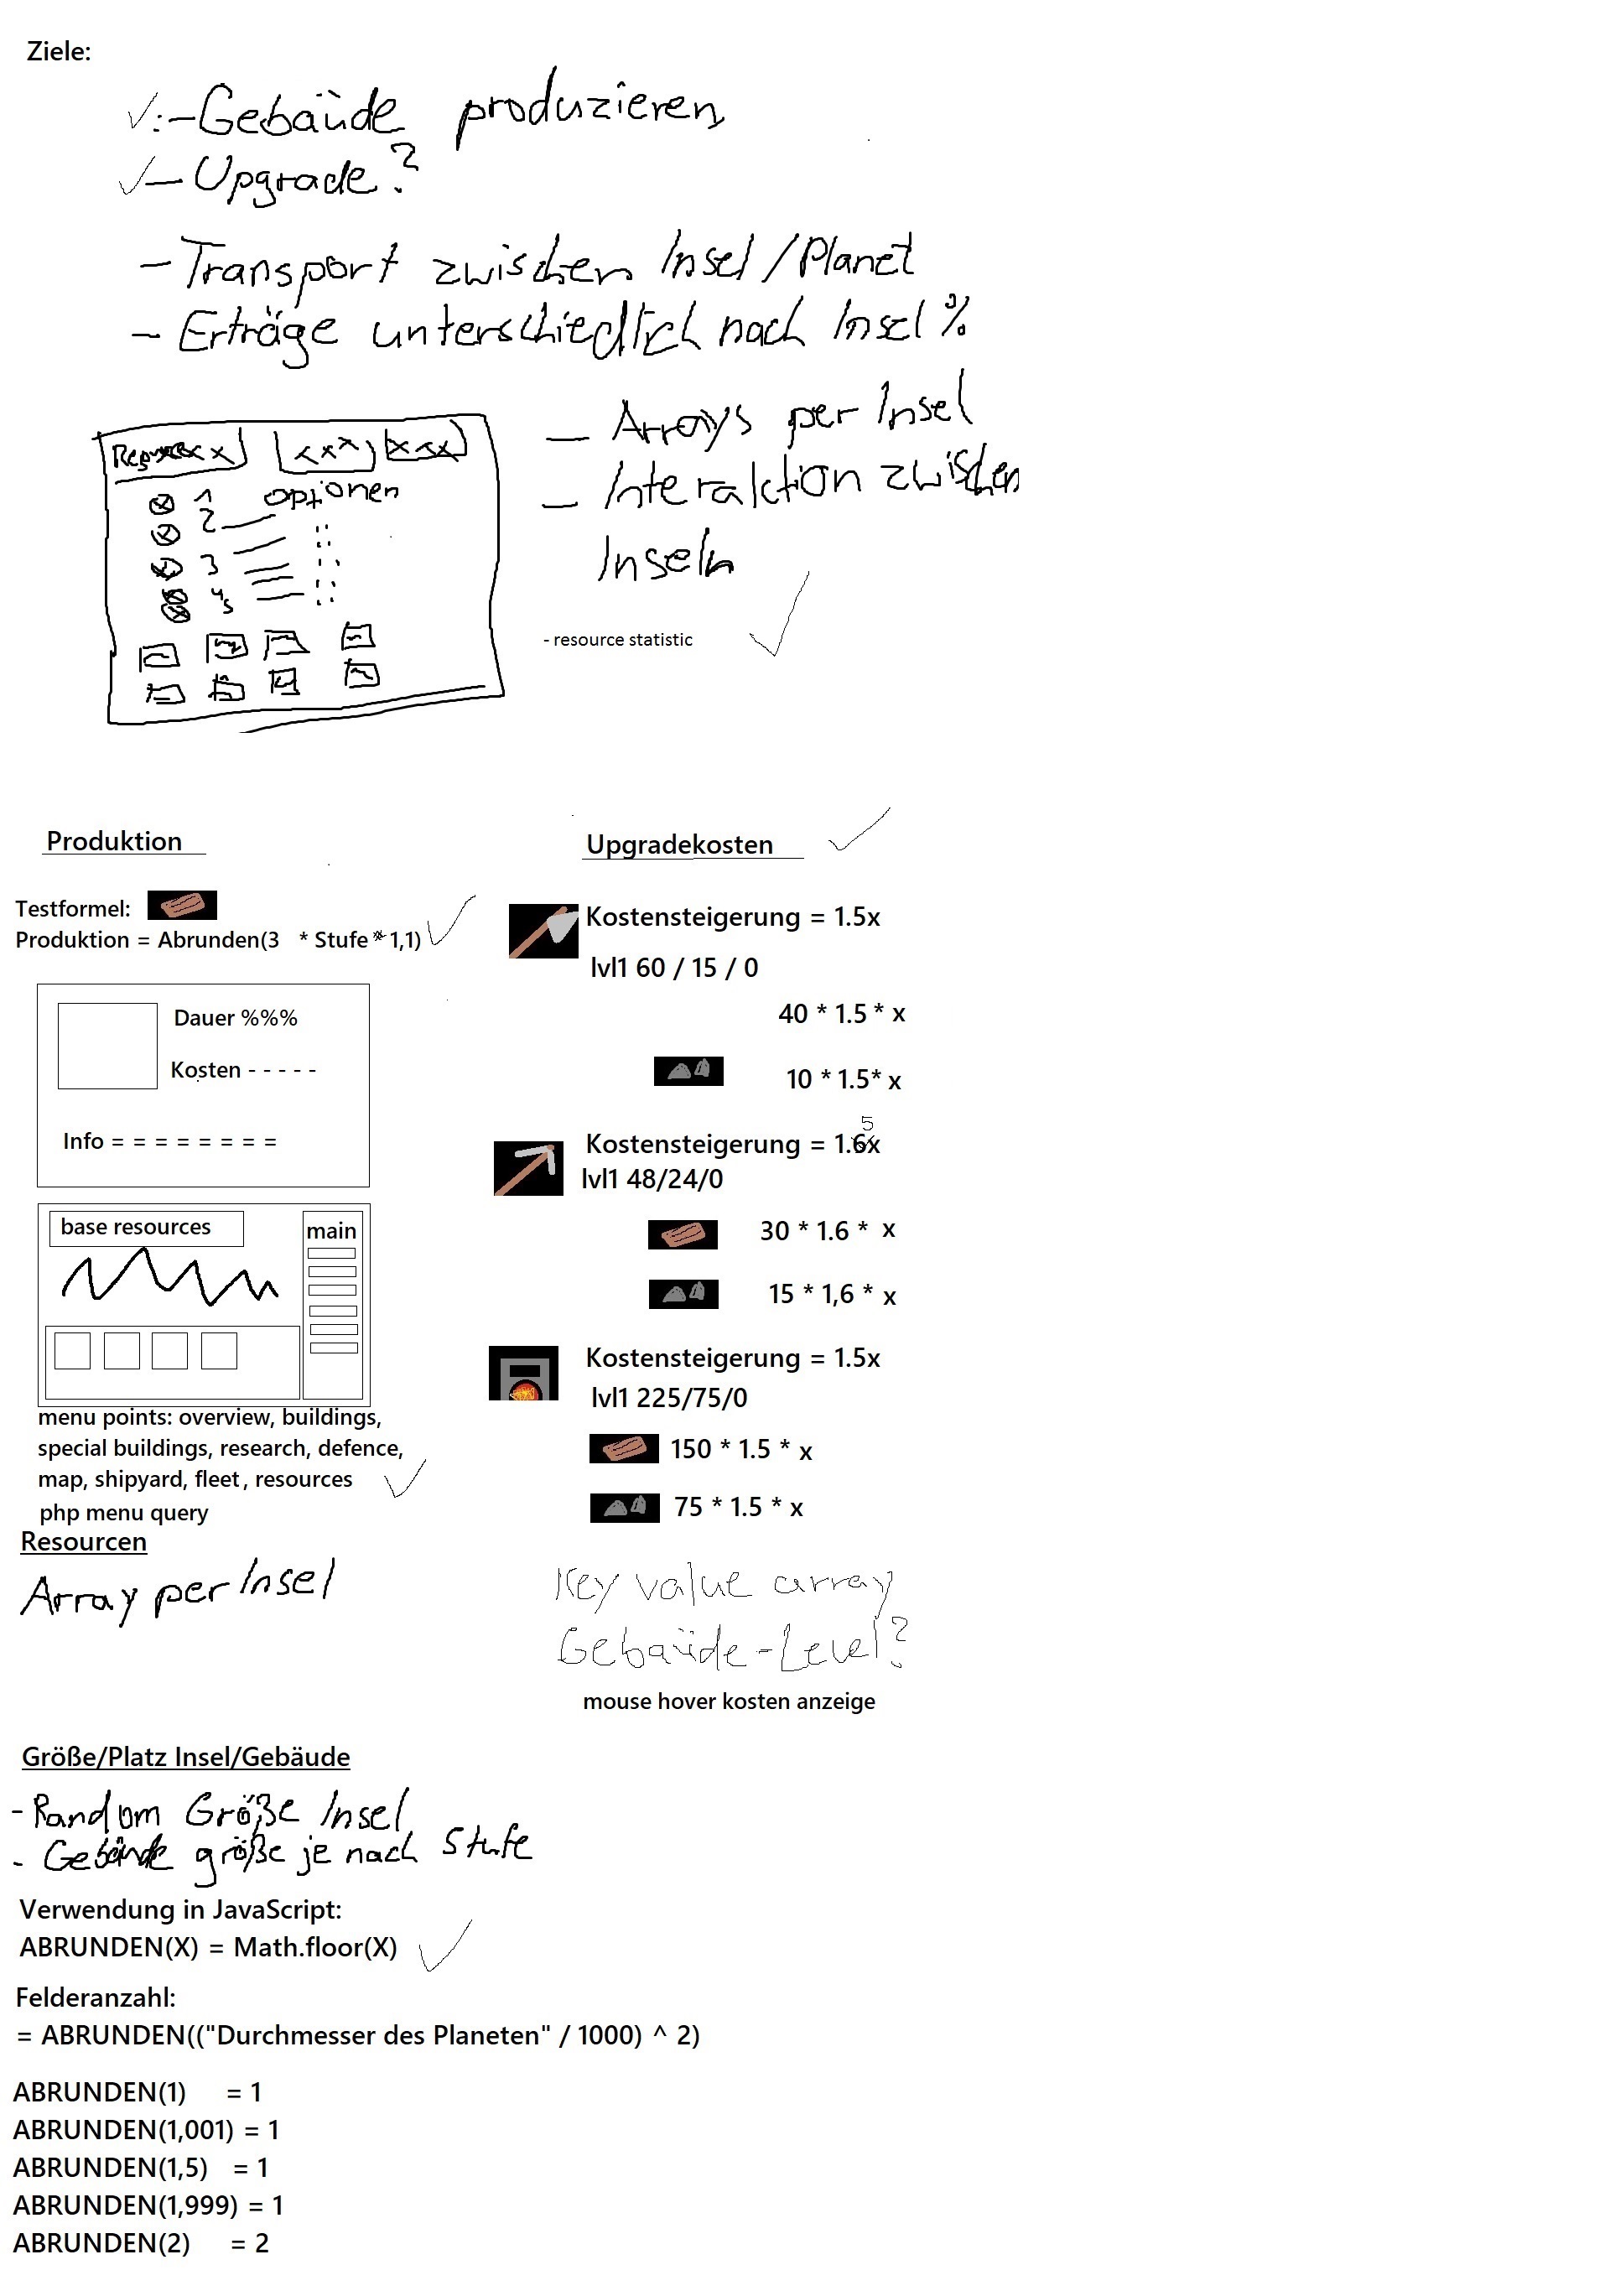 Ziele:
- Gebäude produzieren
- Upgrade?
- Transport zwischen Insel/Planet
- Erträge unterschiedlich nach Insel %
- Arrays per Insel
- Interaktion zwischen
Inseln
xxx xxx
1 Optionen
2
3
4
5
- resource statistic
Produktion
Testformel:
Produktion = Abrunden(3 * Stufe * 1,1)
Dauer %%%
Kosten - - - - -
Info = = = = = = = =
base resources
main
menu points: overview, buildings,
special buildings, research, defence,
map, shipyard, fleet, resources
php menu query
Upgradekosten
Kostensteigerung = 1.5x
lvl1 60 / 15 / 0
40 * 1.5 * x
10 * 1.5* x
5
Kostensteigerung = 1.6x
lvl1 48/24/0
30 * 1.6 * x
15 * 1,6 * x
Kostensteigerung = 1.5x
lvl1 225/75/0
150 * 1.5 * x
75 * 1.5 * x
Resourcen
Array per Insel
Key value array
Gebäude-Level?
mouse hover kosten anzeige
Größe/Platz Insel/Gebäude
- Random Größe Insel
- Gebäude größe je nach Stufe
Verwendung in JavaScript:
ABRUNDEN(X) = Math.floor(X)
Felderanzahl:
= ABRUNDEN(("Durchmesser des Planeten" / 1000) ^ 2)
ABRUNDEN(1) = 1
ABRUNDEN(1,001) = 1
ABRUNDEN(1,5) = 1
ABRUNDEN(1,999) = 1
ABRUNDEN(2) = 2